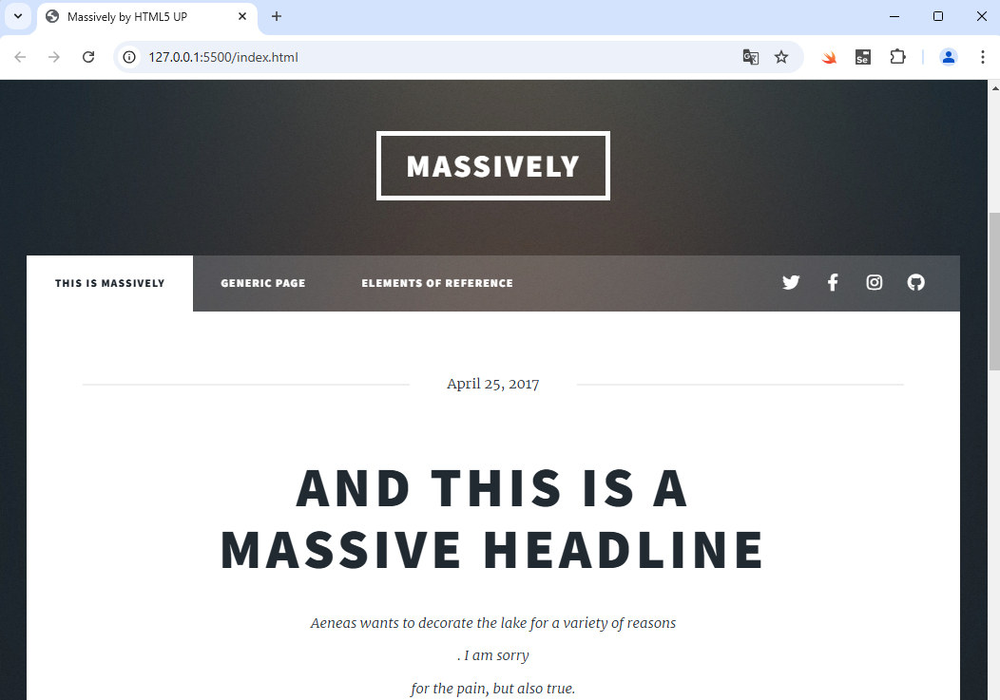 Massively by HTML5 UP
127.0.0.1:5500/index.html
Se
MASSIVELY
THIS IS MASSIVELY
GENERIC PAGE
ELEMENTS OF REFERENCE
April 25, 2017
AND THIS IS A
MASSIVE HEADLINE
Aeneas wants to decorate the lake for a variety of reasons
. I am sorry
for the pain, but also true.